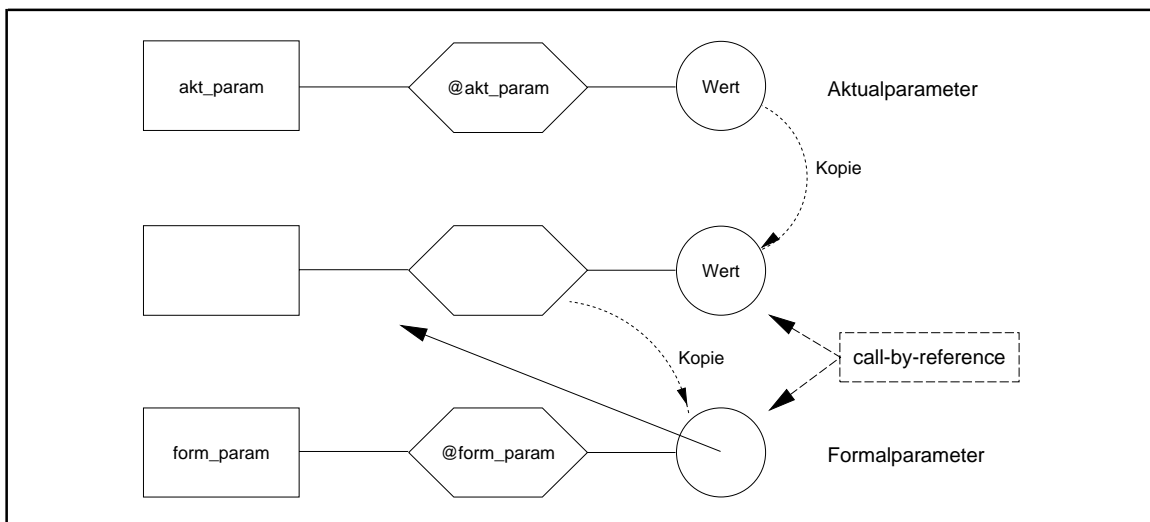 akt_param
@akt_param
Wert
Aktualparameter
Kopie
Wert
Kopie
call-by-reference
form_param
@form_param
Formalparameter